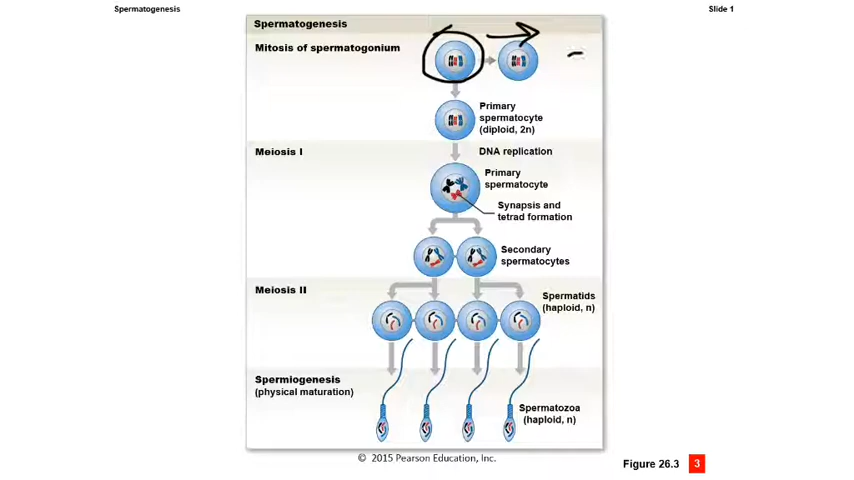 Spermatogenesis
Slide 1
Spermatogenesis
Mitosis of spermatogonium
Primary
spermatocyte
(diploid, 2n)
Meiosis I
DNA replication
Primary
spermatocyte
Synapsis and
tetrad formation
Secondary
spermatocytes
Meiosis II
Spermatids
(haploid, n)
Spermiogenesis
(physical maturation)
Spermatozoa
(haploid, n)
© 2015 Pearson Education, Inc.
Figure 26.3 3